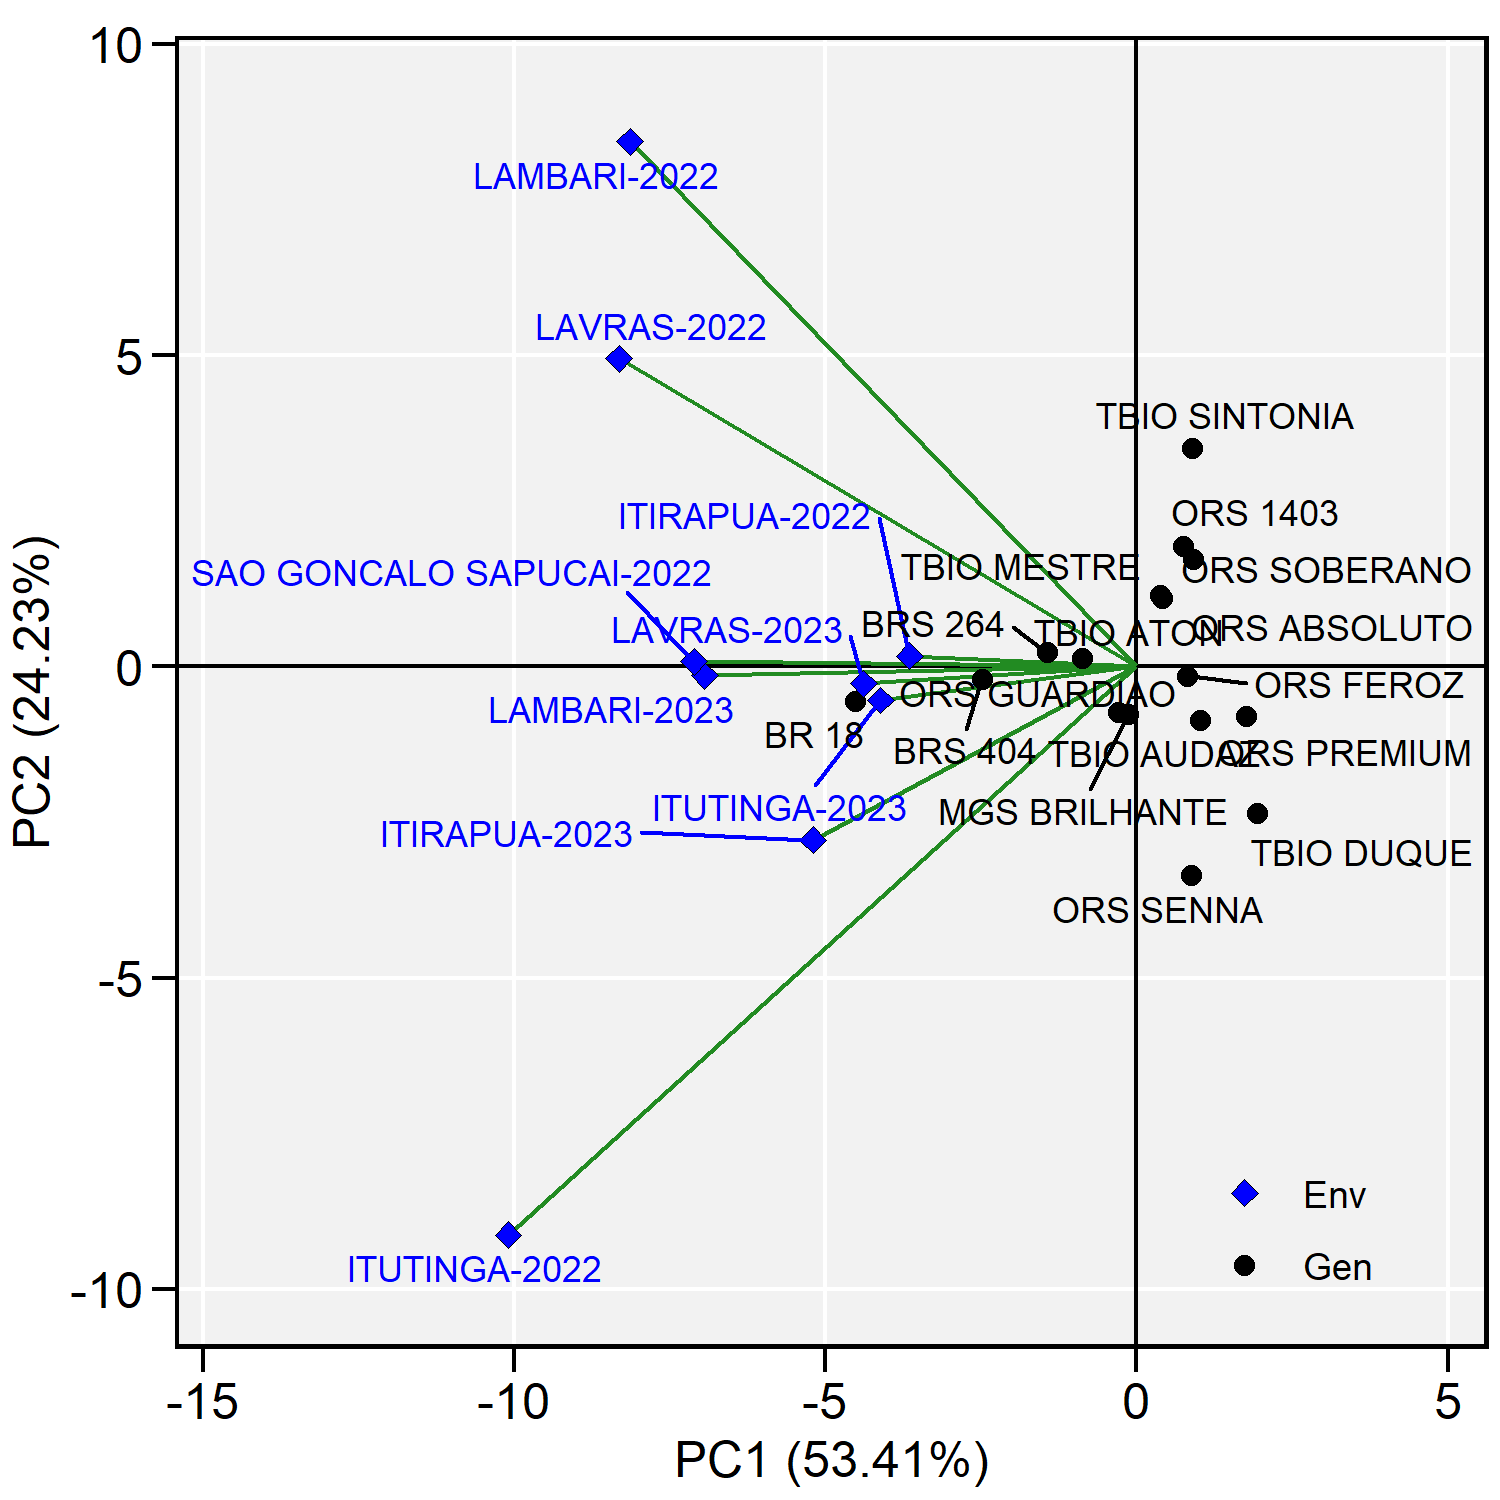 10
LAMBARI-2022
LAVRAS-2022
5
TBIO SINTONIA
ORS 1403
ITIRAPUA-2022
TBIO MESTRE
ORS SOBERANO
SAO GONCALO SAPUCAI-2022
LAVRAS-2023
BRS 264
TBIO ATON
ORS ABSOLUTO
0
ORS GUARDIAO
ORS FEROZ
LAMBARI-2023
BR 18
BRS 404
TBIO AUDAZ
ORS PREMIUM
ITUTINGA-2023
MGS BRILHANTE
ITIRAPUA-2023
TBIO DUQUE
ORS SENNA
-5
PC2 (24.23%)
Env
ITUTINGA-2022
Gen
-10
-15 -10 -5 0 5
PC1 (53.41%)